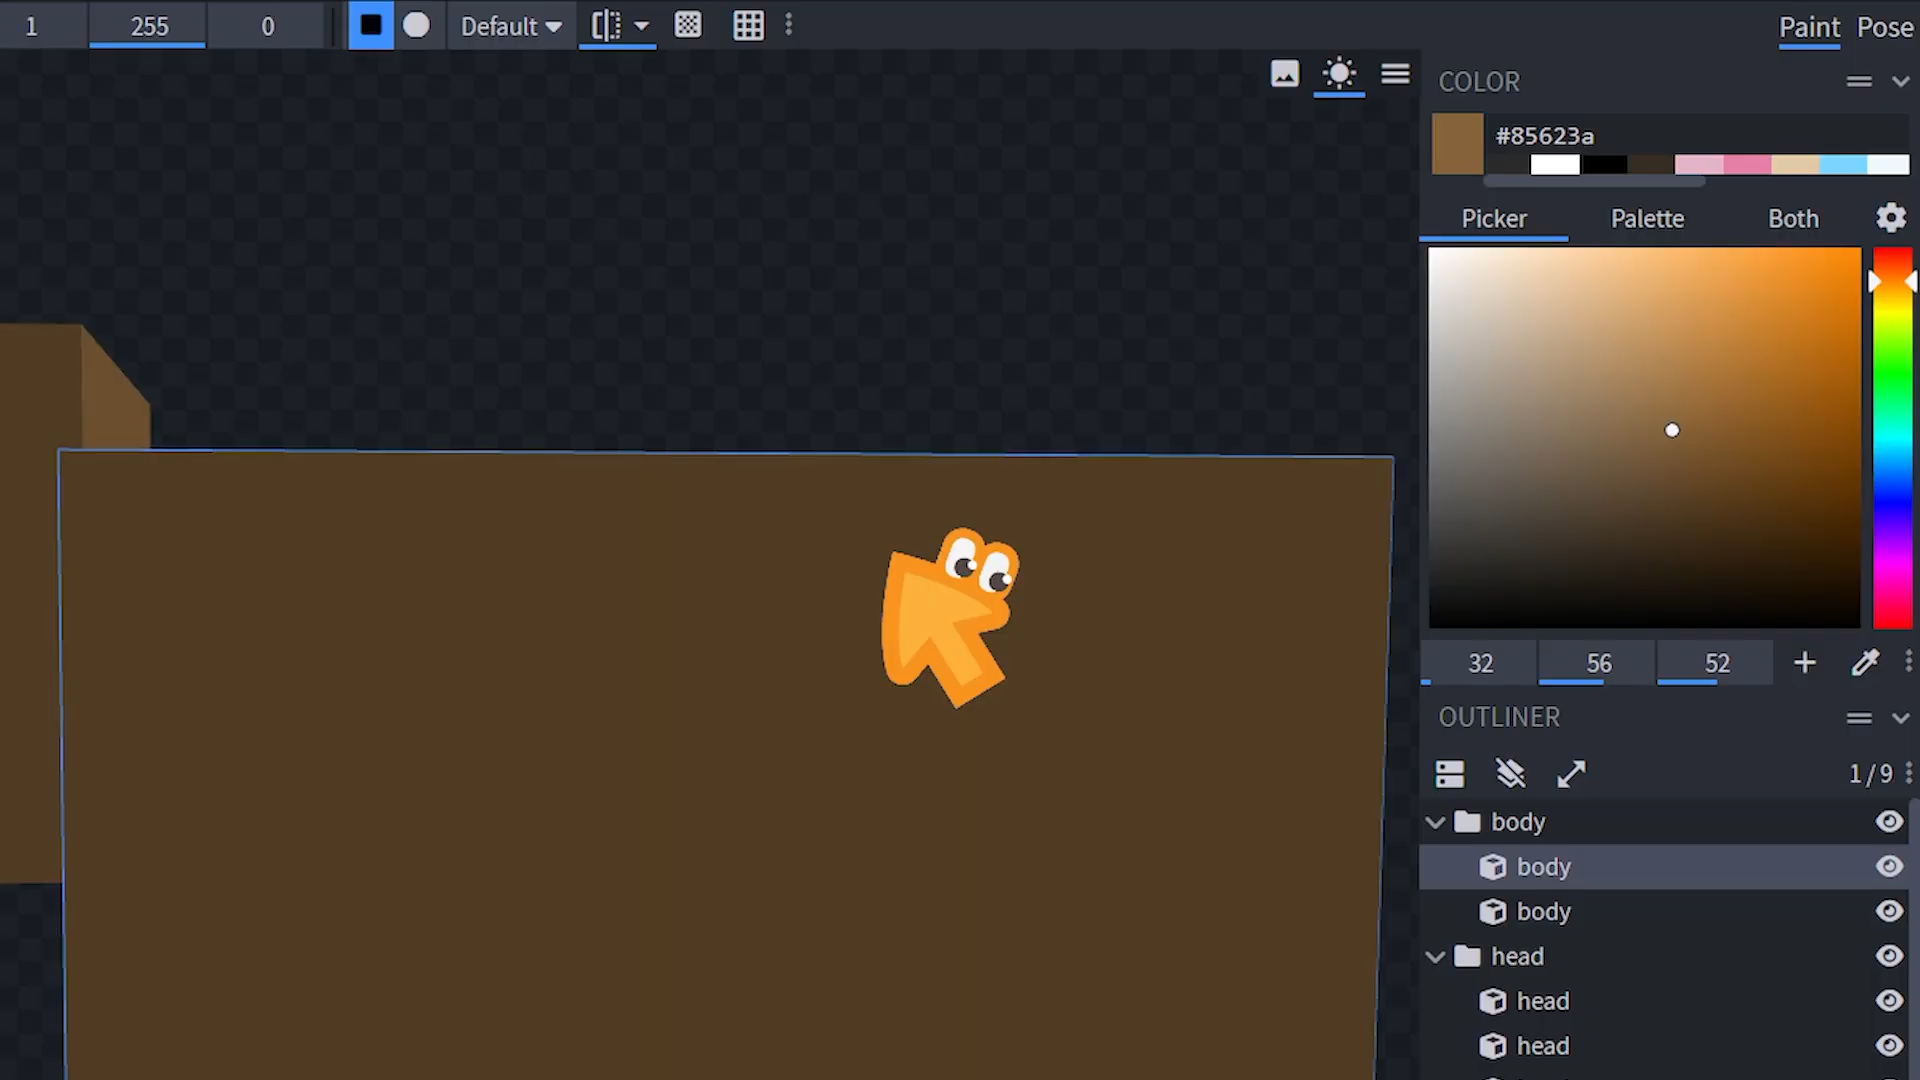 1 255 0 Default Paint Pose
COLOR
#85623a
Picker Palette Both
32 56 52
OUTLINER
1/9
body
body
body
head
head
head